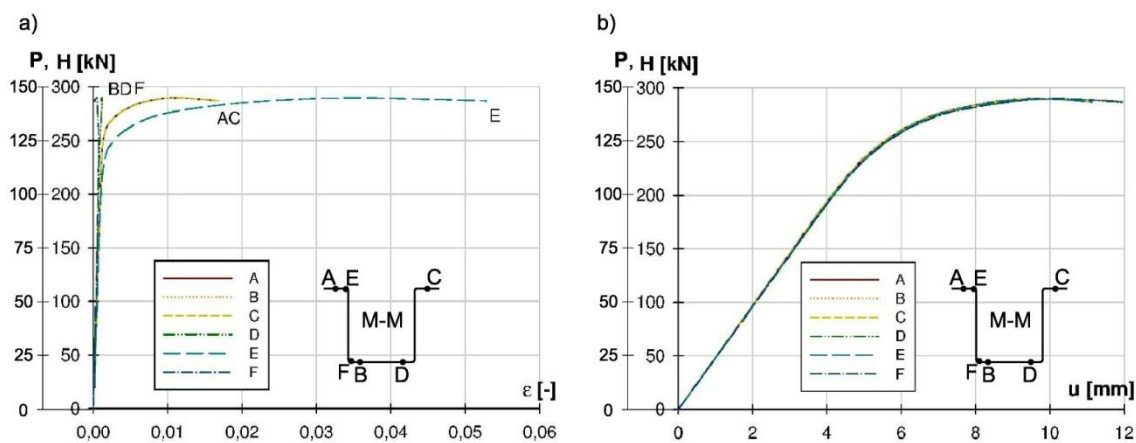 a)
P, H [kN]
150 300
BDF
AC
E
125 250
100 200
75 150
50 100
25 50
0 0
A
B
C
D
E
F
A E C
M-M
F B D
ε [-]
0,00 0,01 0,02 0,03 0,04 0,05 0,06
b)
P, H [kN]
150 300
125 250
100 200
75 150
50 100
25 50
0 0
A
B
C
D
E
F
A E C
M-M
F B D
u [mm]
0 2 4 6 8 10 12